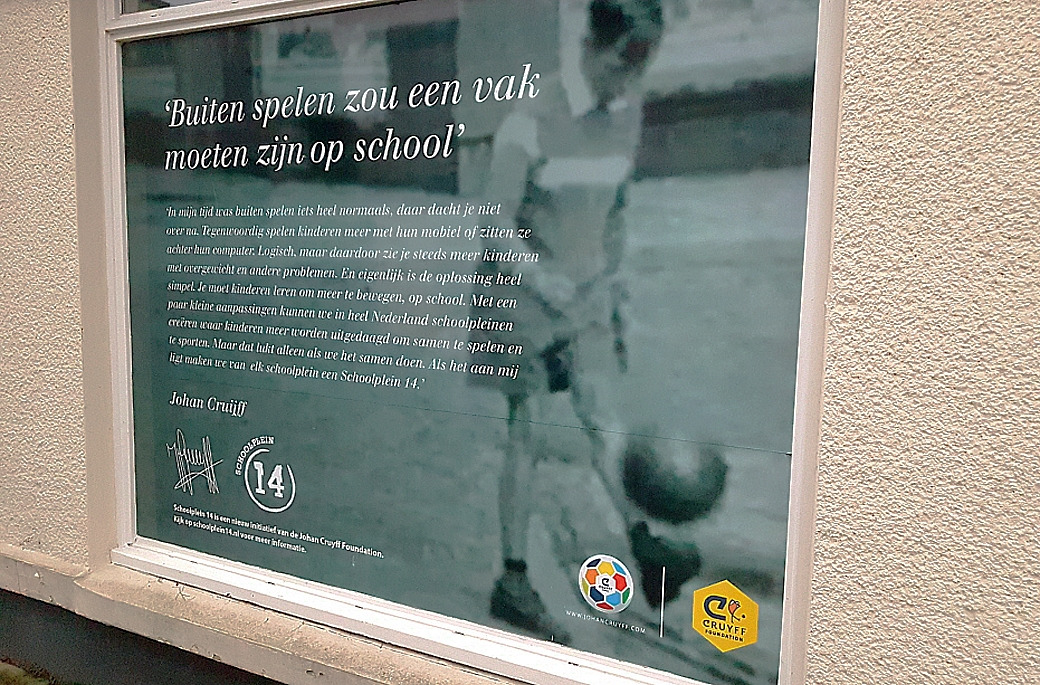 ‘Buiten spelen zou een vak
moeten zijn op school’
‘In mijn tijd was buiten spelen iets heel normaals, daar dacht je niet
over na. Tegenwoordig spelen kinderen meer met hun mobiel of zitten ze
achter hun computer. Logisch, maar daardoor zie je steeds meer kinderen
met overgewicht en andere problemen. En eigenlijk is de oplossing heel
simpel. Je moet kinderen leren om meer te bewegen, op school. Met een
paar kleine aanpassingen kunnen we in heel Nederland schoolpleinen
creëren waar kinderen meer worden uitgedaagd om samen te spelen en
te sporten. Maar dat lukt alleen als we het samen doen. Als het aan mij
ligt maken we van elk schoolplein een Schoolplein 14.’
Johan Cruijff
SCHOOLPLEIN
14
Schoolplein 14 is een nieuw initiatief van de Johan Cruyff Foundation.
Kijk op schoolplein14.nl voor meer informatie.
WWW.JOHANCRUYFF.COM
CRUYFF
FOUNDATION